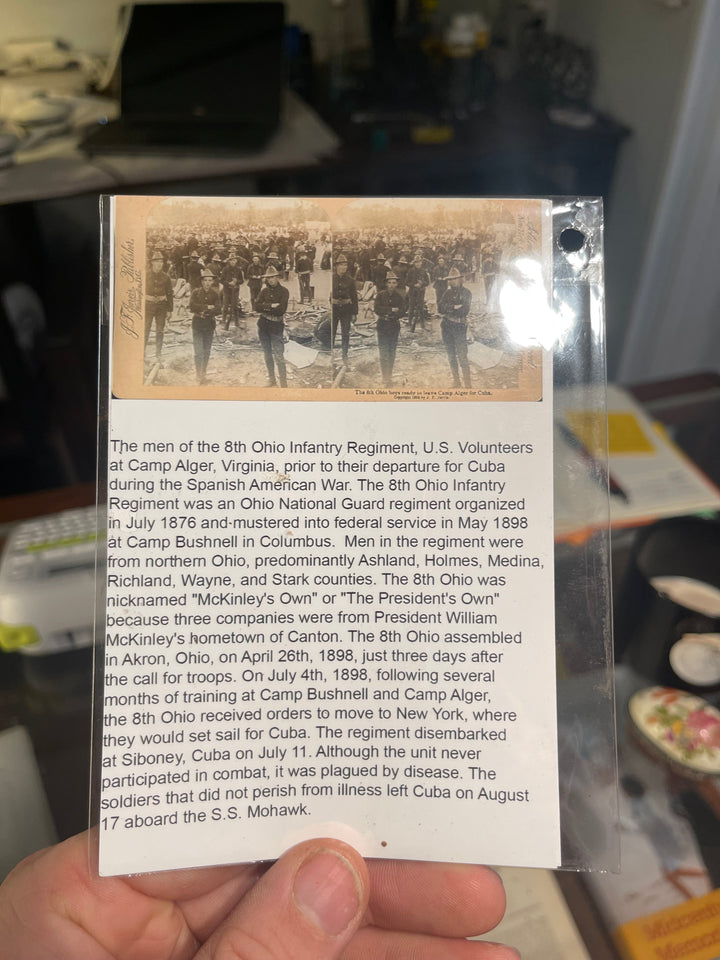 The 8th Ohio boys ready to leave Camp Alger for Cuba.
The men of the 8th Ohio Infantry Regiment, U.S. Volunteers
at Camp Alger, Virginia, prior to their departure for Cuba
during the Spanish American War. The 8th Ohio Infantry
Regiment was an Ohio National Guard regiment organized
in July 1876 and mustered into federal service in May 1898
at Camp Bushnell in Columbus. Men in the regiment were
from northern Ohio, predominantly Ashland, Holmes, Medina,
Richland, Wayne, and Stark counties. The 8th Ohio was
nicknamed "McKinley's Own" or "The President's Own"
because three companies were from President William
McKinley's hometown of Canton. The 8th Ohio assembled
in Akron, Ohio, on April 26th, 1898, just three days after
the call for troops. On July 4th, 1898, following several
months of training at Camp Bushnell and Camp Alger,
the 8th Ohio received orders to move to New York, where
they would set sail for Cuba. The regiment disembarked
at Siboney, Cuba on July 11. Although the unit never
participated in combat, it was plagued by disease. The
soldiers that did not perish from illness left Cuba on August
17 aboard the S.S. Mohawk.